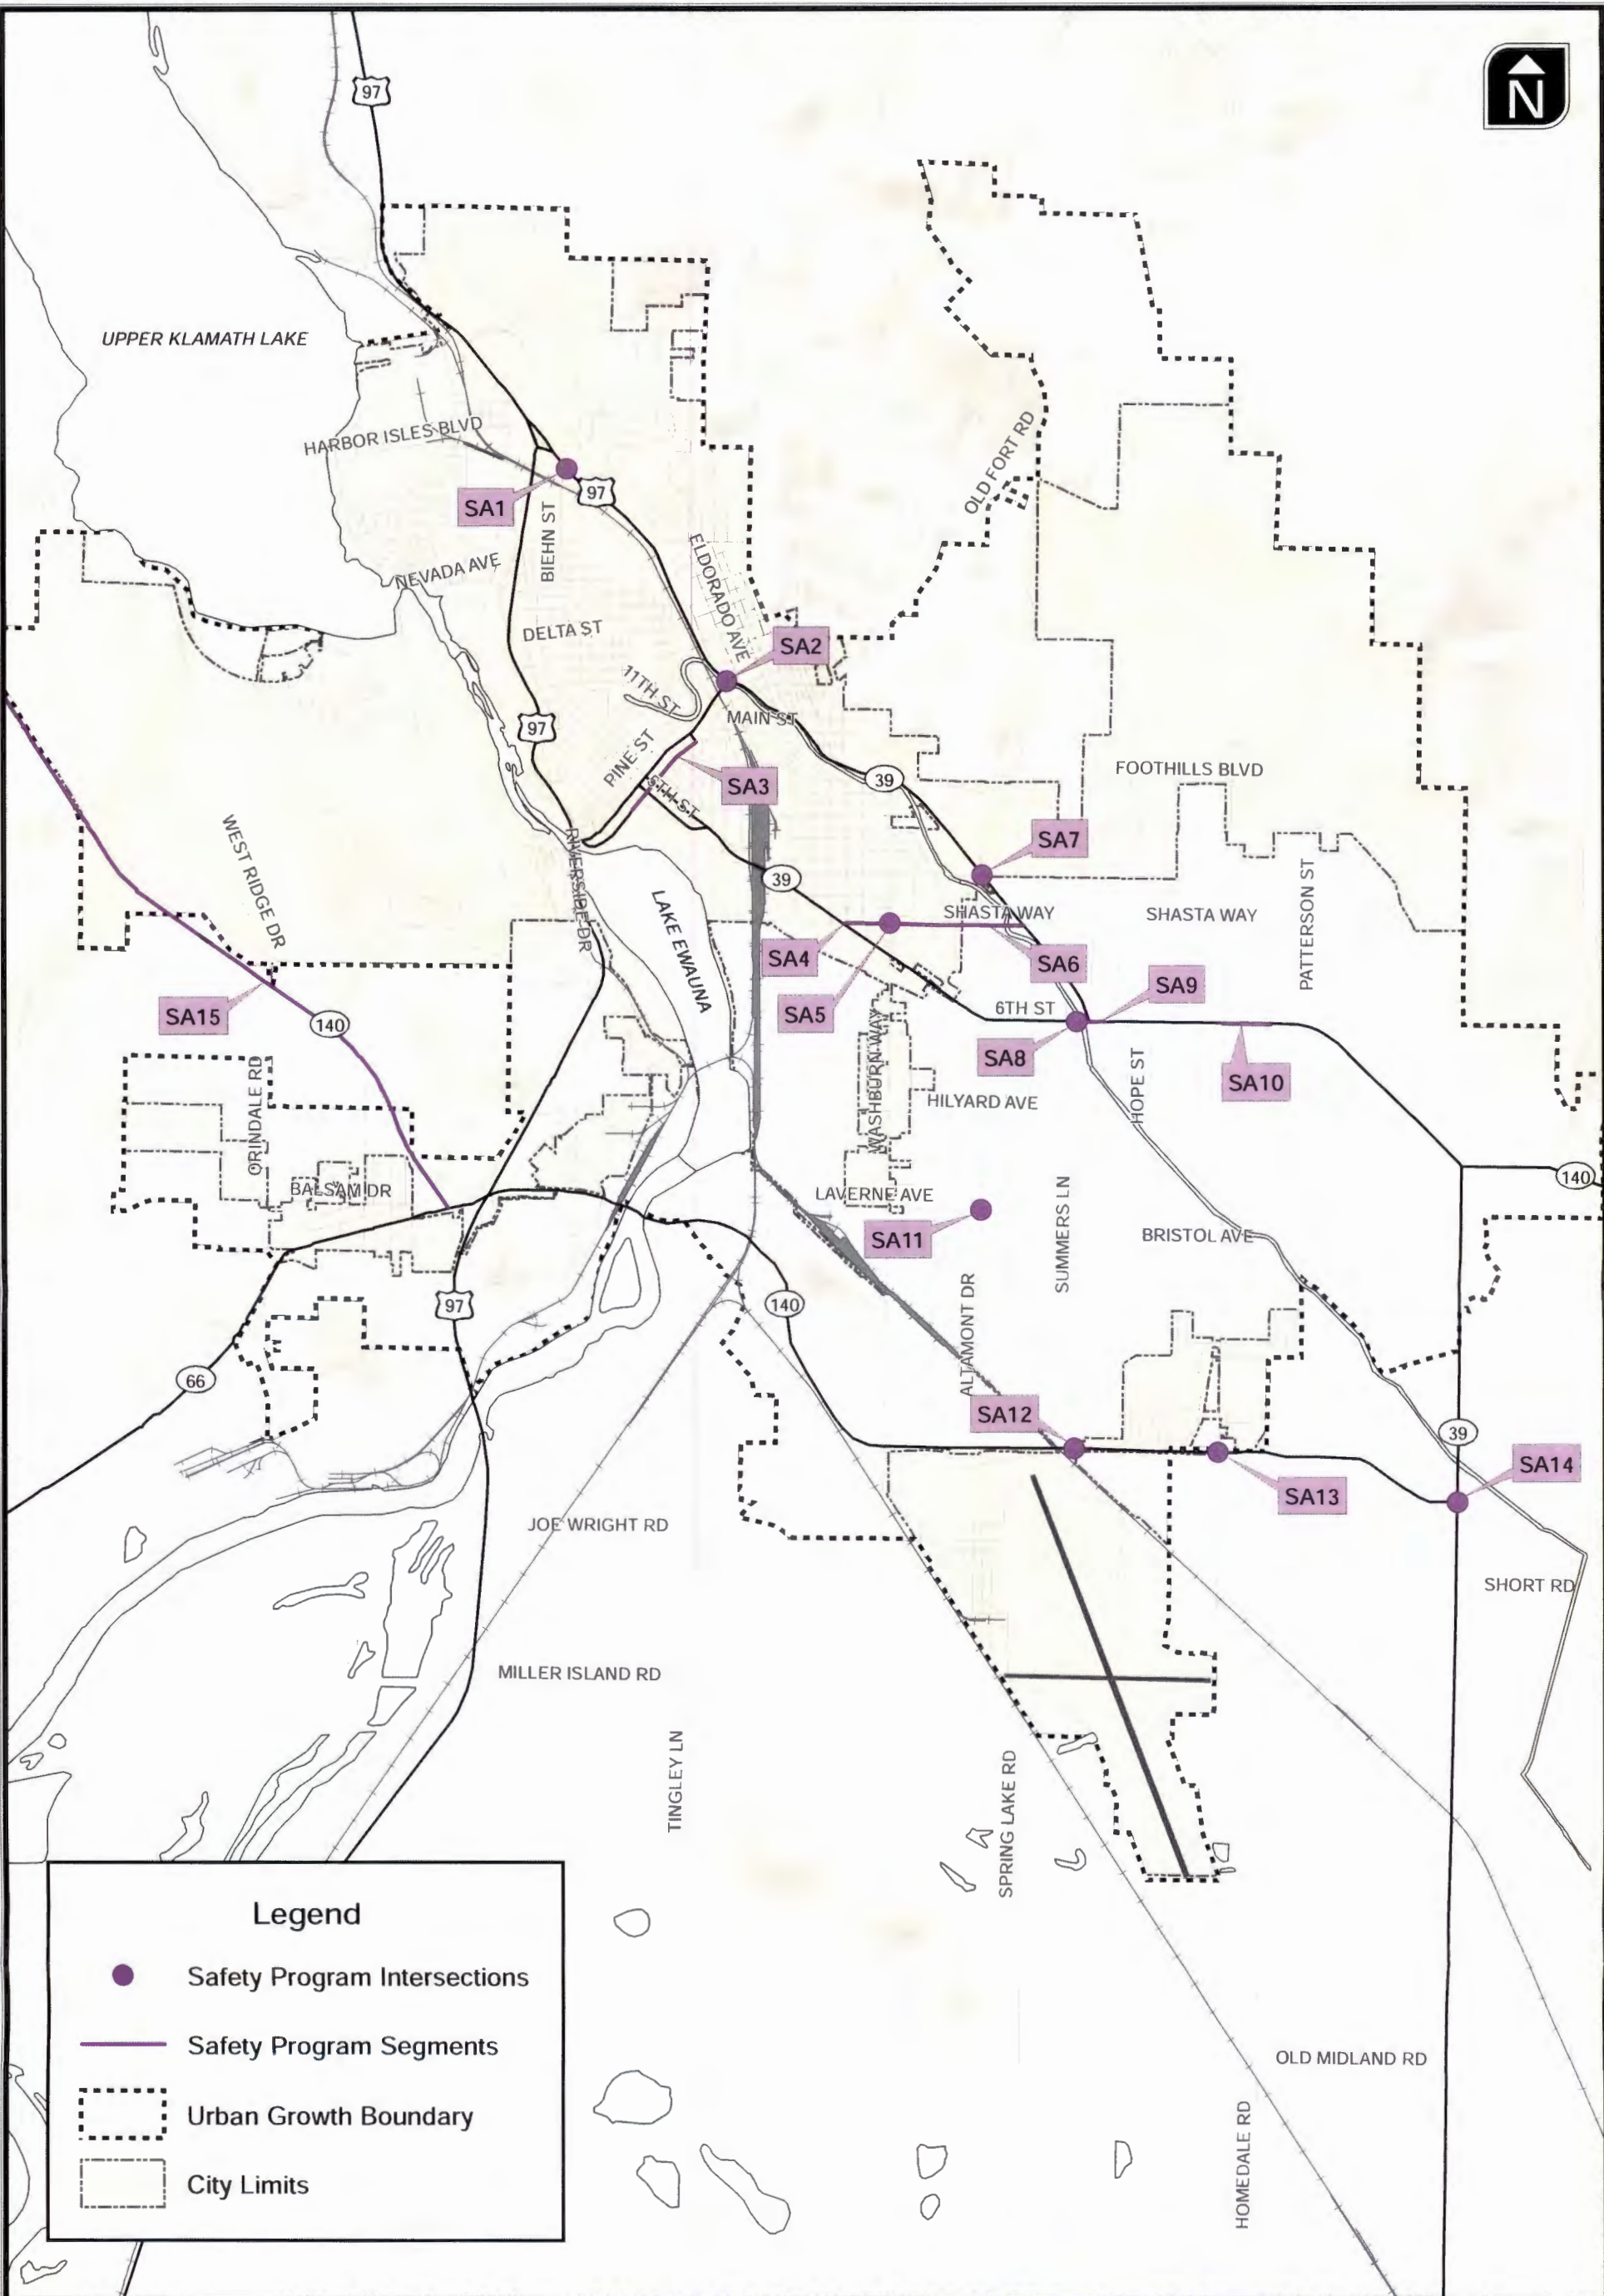 N
97
UPPER KLAMATH LAKE
HARBOR ISLES BLVD
OLD FORT RD
97
SA1
BIEHN ST
ELDORADO AVE
NEVADA AVE
DELTA ST
SA2
11TH ST
MAIN ST
97
PINE ST
39
FOOTHILLS BLVD
SA3
5TH ST
WEST RIDGE DR
RIVERSIDE DR
SA7
39
PATTERSON ST
LAKE EWAUNA
SHASTA WAY
SHASTA WAY
SA4
SA6
SA9
SA5
6TH ST
SA15
140
WASHBURN WAY
SA8
HOPE ST
SA10
ORINDALE RD
HILYARD AVE
140
BALSAM DR
LAVERNE AVE
SUMMERS LN
SA11
BRISTOL AVE
97
140
ALTAMONT DR
66
SA12
39
SA14
SA13
JOE WRIGHT RD
SHORT RD
MILLER ISLAND RD
TINGLEY LN
SPRING LAKE RD
Legend
Safety Program Intersections
Safety Program Segments
Urban Growth Boundary
City Limits
OLD MIDLAND RD
HOMEDALE RD